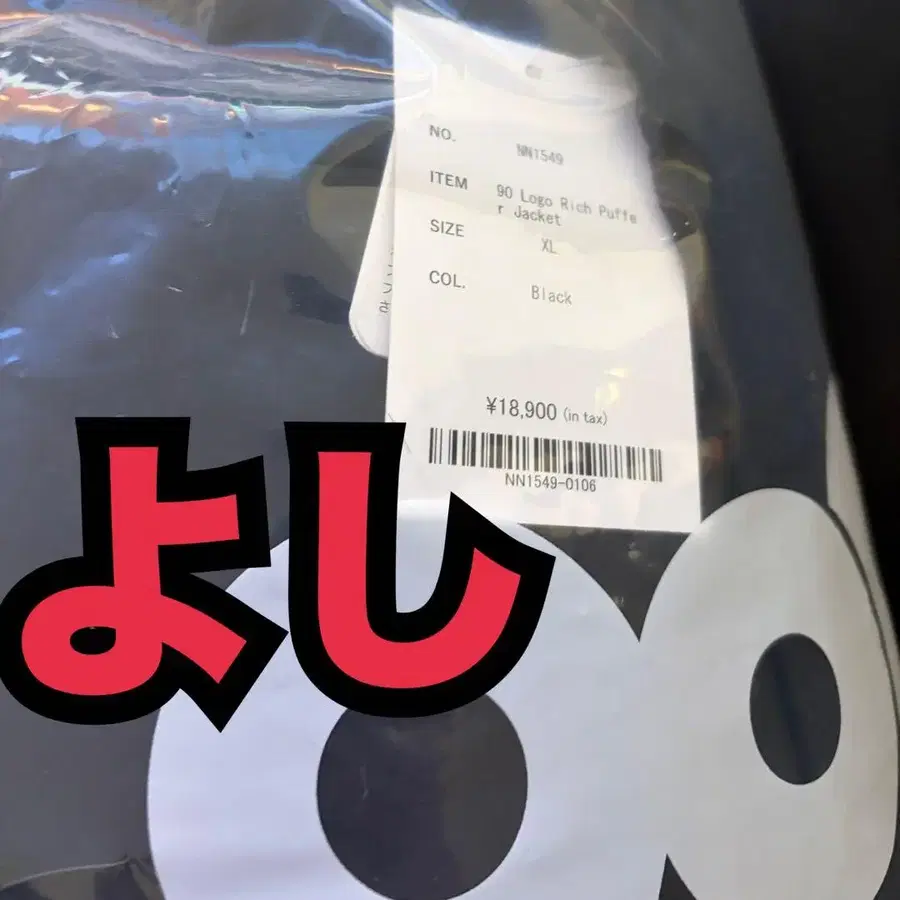 NO. NN1549
ITEM 90 Logo Rich Puffe
r Jacket
SIZE XL
COL. Black
¥18,900 (in tax)
NN1549-0106
よし